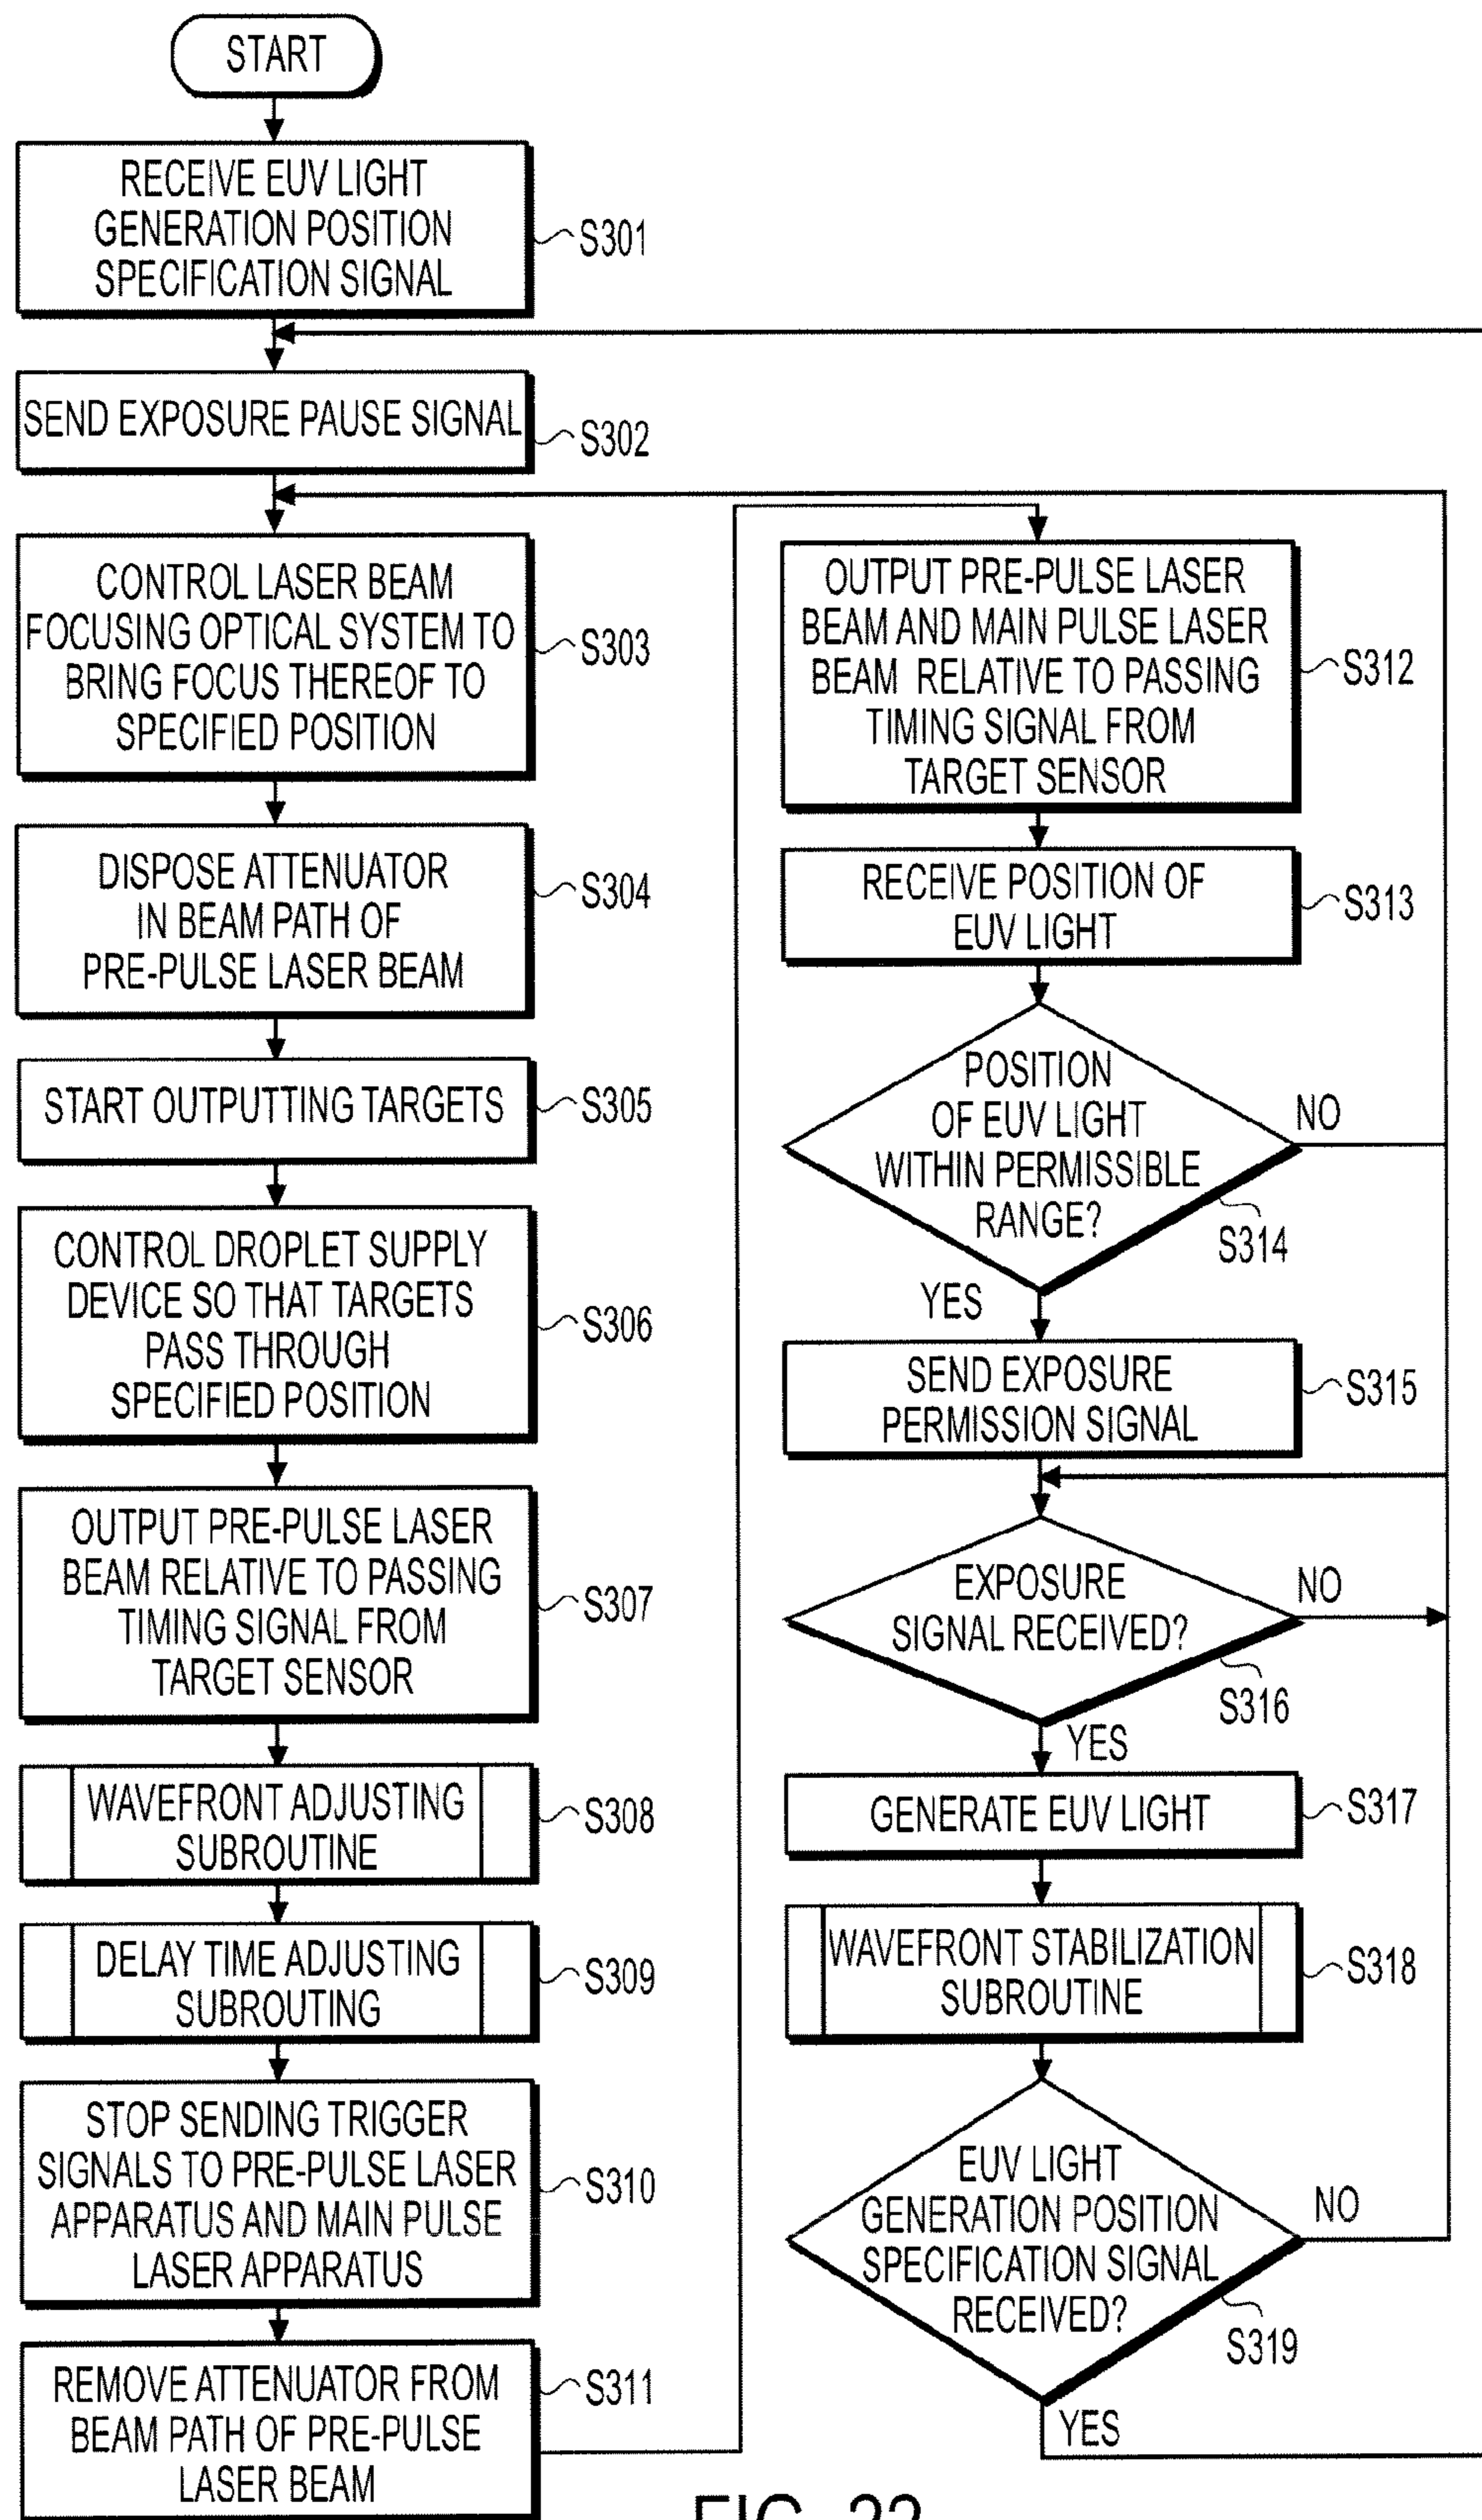 START
RECEIVE EUV LIGHT
GENERATION POSITION
SPECIFICATION SIGNAL
S301
SEND EXPOSURE PAUSE SIGNAL
S302
CONTROL LASER BEAM
FOCUSING OPTICAL SYSTEM TO
BRING FOCUS THEREOF TO
SPECIFIED POSITION
S303
DISPOSE ATTENUATOR
IN BEAM PATH OF
PRE-PULSE LASER BEAM
S304
START OUTPUTTING TARGETS
S305
CONTROL DROPLET SUPPLY
DEVICE SO THAT TARGETS
PASS THROUGH
SPECIFIED POSITION
S306
OUTPUT PRE-PULSE LASER
BEAM RELATIVE TO PASSING
TIMING SIGNAL FROM
TARGET SENSOR
S307
WAVEFRONT ADJUSTING
SUBROUTINE
S308
DELAY TIME ADJUSTING
SUBROUTING
S309
STOP SENDING TRIGGER
SIGNALS TO PRE-PULSE LASER
APPARATUS AND MAIN PULSE
LASER APPARATUS
S310
REMOVE ATTENUATOR FROM
BEAM PATH OF PRE-PULSE
LASER BEAM
S311
OUTPUT PRE-PULSE LASER
BEAM AND MAIN PULSE LASER
BEAM RELATIVE TO PASSING
TIMING SIGNAL FROM
TARGET SENSOR
S312
RECEIVE POSITION OF
EUV LIGHT
S313
POSITION
OF EUV LIGHT
WITHIN PERMISSIBLE
RANGE?
NO
S314
YES
SEND EXPOSURE
PERMISSION SIGNAL
S315
EXPOSURE
SIGNAL RECEIVED?
NO
S316
YES
GENERATE EUV LIGHT
S317
WAVEFRONT STABILIZATION
SUBROUTINE
S318
EUV LIGHT
GENERATION POSITION
SPECIFICATION SIGNAL
RECEIVED?
NO
S319
YES